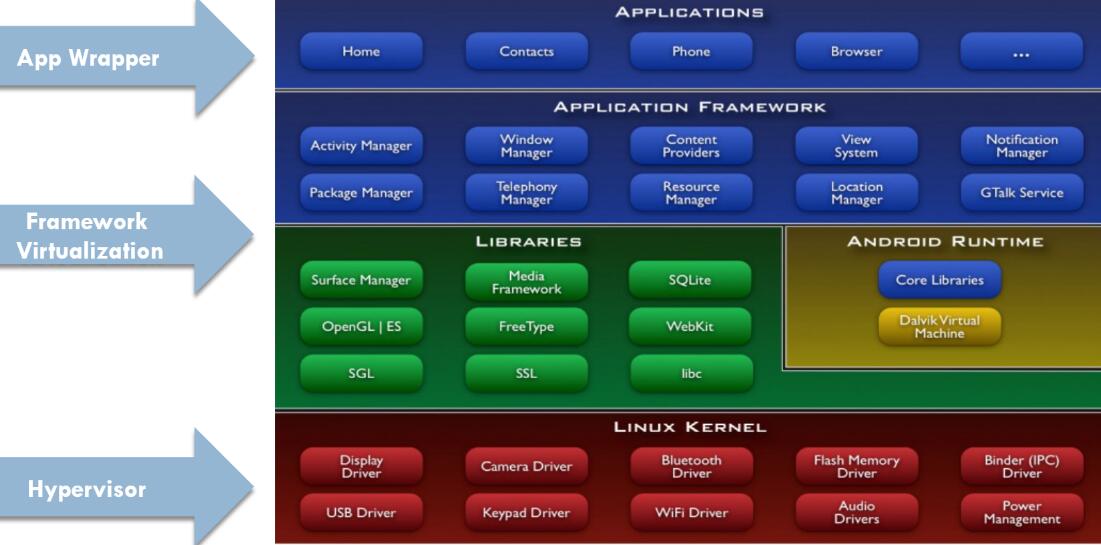 App Wrapper
Framework
Virtualization
Hypervisor
APPLICATIONS
Home
Contacts
Phone
Browser
...
APPLICATION FRAMEWORK
Activity Manager
Window
Manager
Content
Providers
View
System
Notification
Manager
Package Manager
Telephony
Manager
Resource
Manager
Location
Manager
GTalk Service
LIBRARIES
Surface Manager
Media
Framework
SQLite
OpenGL | ES
FreeType
WebKit
SGL
SSL
libc
ANDROID RUNTIME
Core Libraries
Dalvik Virtual
Machine
LINUX KERNEL
Display
Driver
Camera Driver
Bluetooth
Driver
Flash Memory
Driver
Binder (IPC)
Driver
USB Driver
Keypad Driver
WiFi Driver
Audio
Drivers
Power
Management